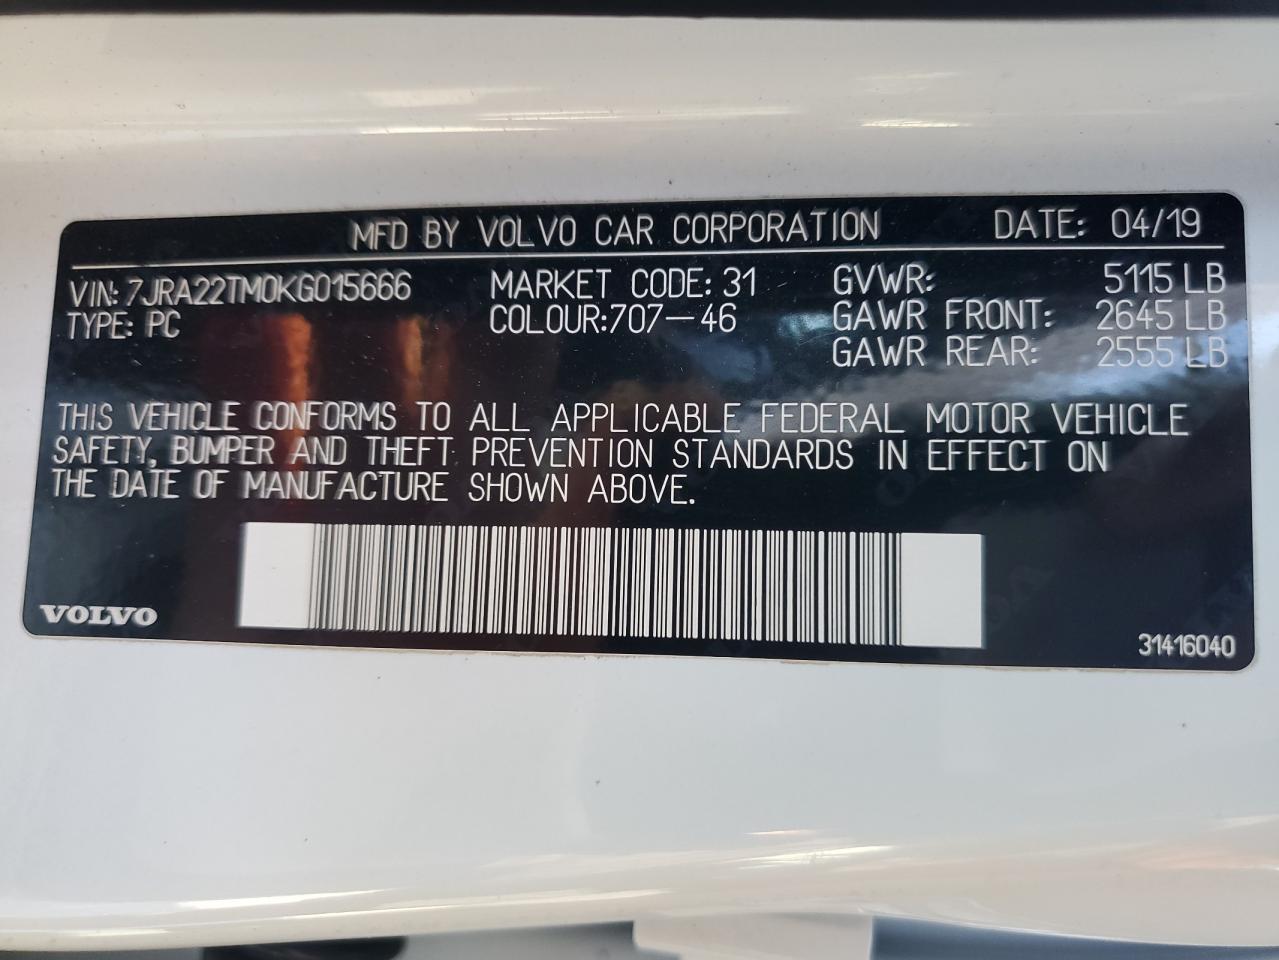 MFD BY VOLVO CAR CORPORATION DATE: 04/19
VIN: 7JRA22TM0KG015666 MARKET CODE: 31 GVWR: 5115 LB
TYPE: PC COLOUR:707-46 GAWR FRONT: 2645 LB
GAWR REAR: 2555 LB
THIS VEHICLE CONFORMS TO ALL APPLICABLE FEDERAL MOTOR VEHICLE
SAFETY, BUMPER AND THEFT PREVENTION STANDARDS IN EFFECT ON
THE DATE OF MANUFACTURE SHOWN ABOVE.
VOLVO
31416040